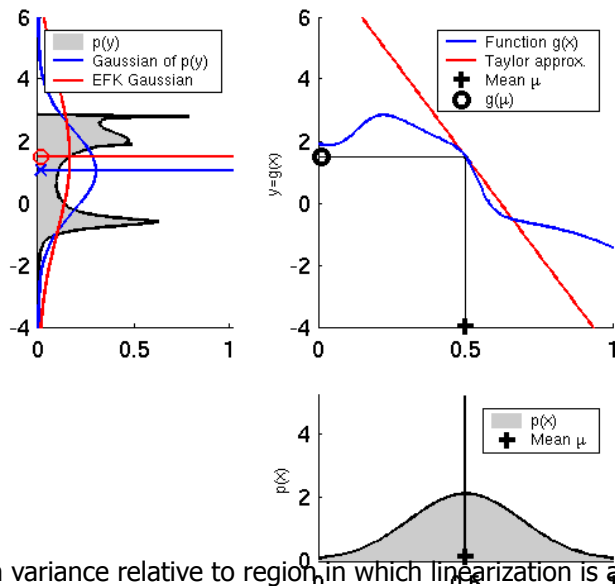 6
4
2
0
-2
-4
0
0.5
1
p(y)
Gaussian of p(y)
EFK Gaussian
6
4
2
0
-2
-4
0
0.5
1
y=g(x)
Function g(x)
Taylor approx.
Mean μ
g(μ)
4
2
0
p(x)
p(x)
Mean μ
variance relative to region in which linearization is